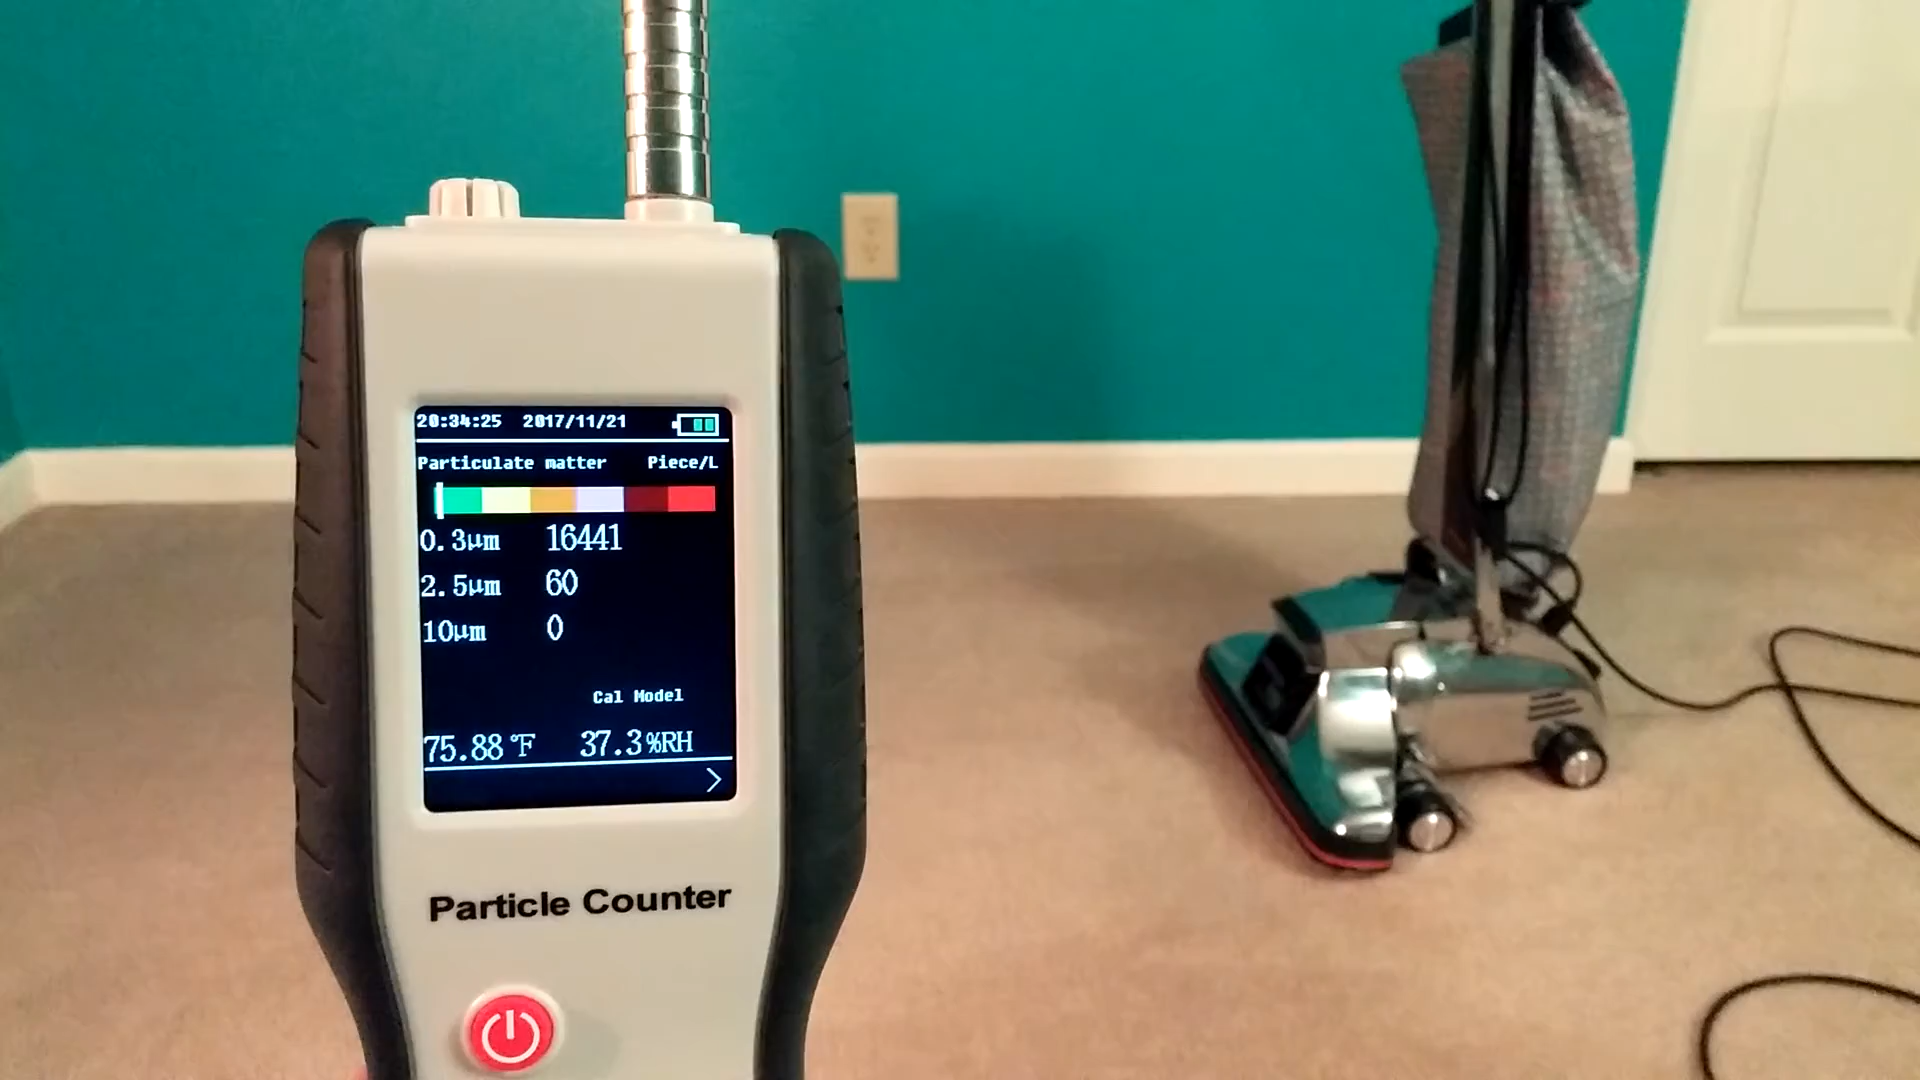 20:34:25 2017/11/21
Particulate matter Piece/L
0.3μm 16441
2.5μm 60
10μm 0
Cal Model
75.88℉ 37.3%RH
Particle Counter